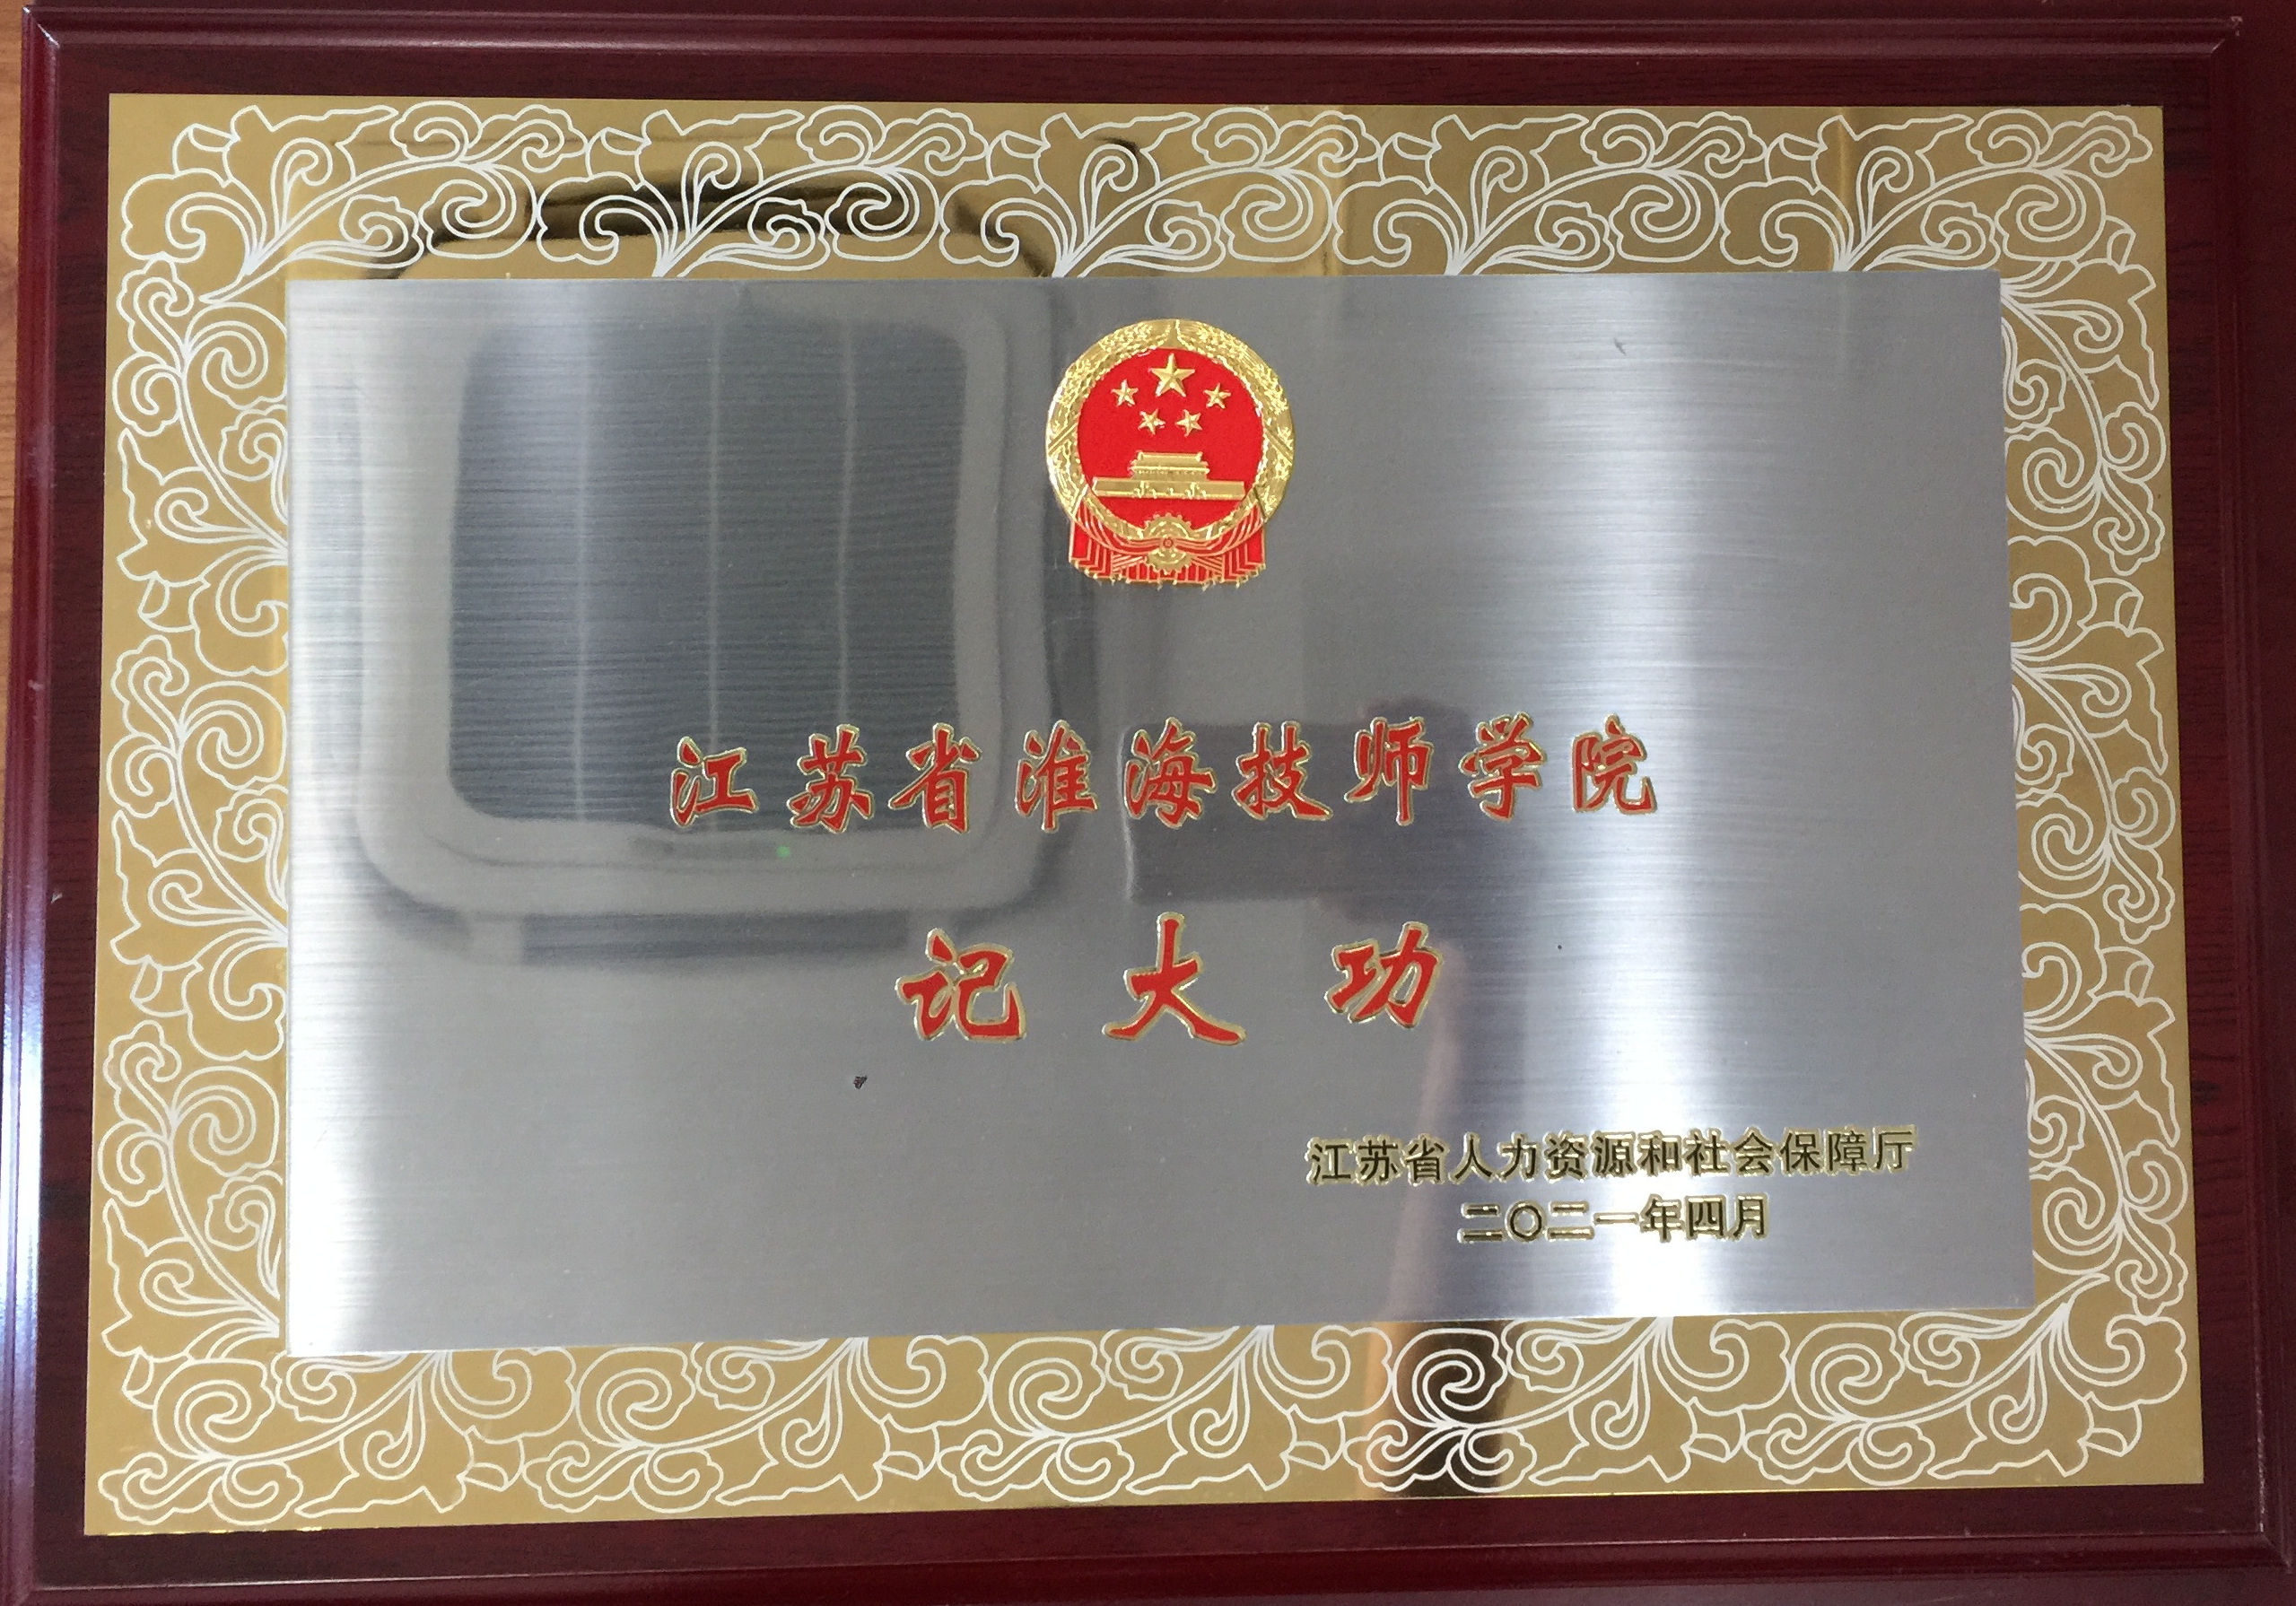 江苏省淮海技师学院
记大功
江苏省人力资源和社会保障厅
二〇二一年四月